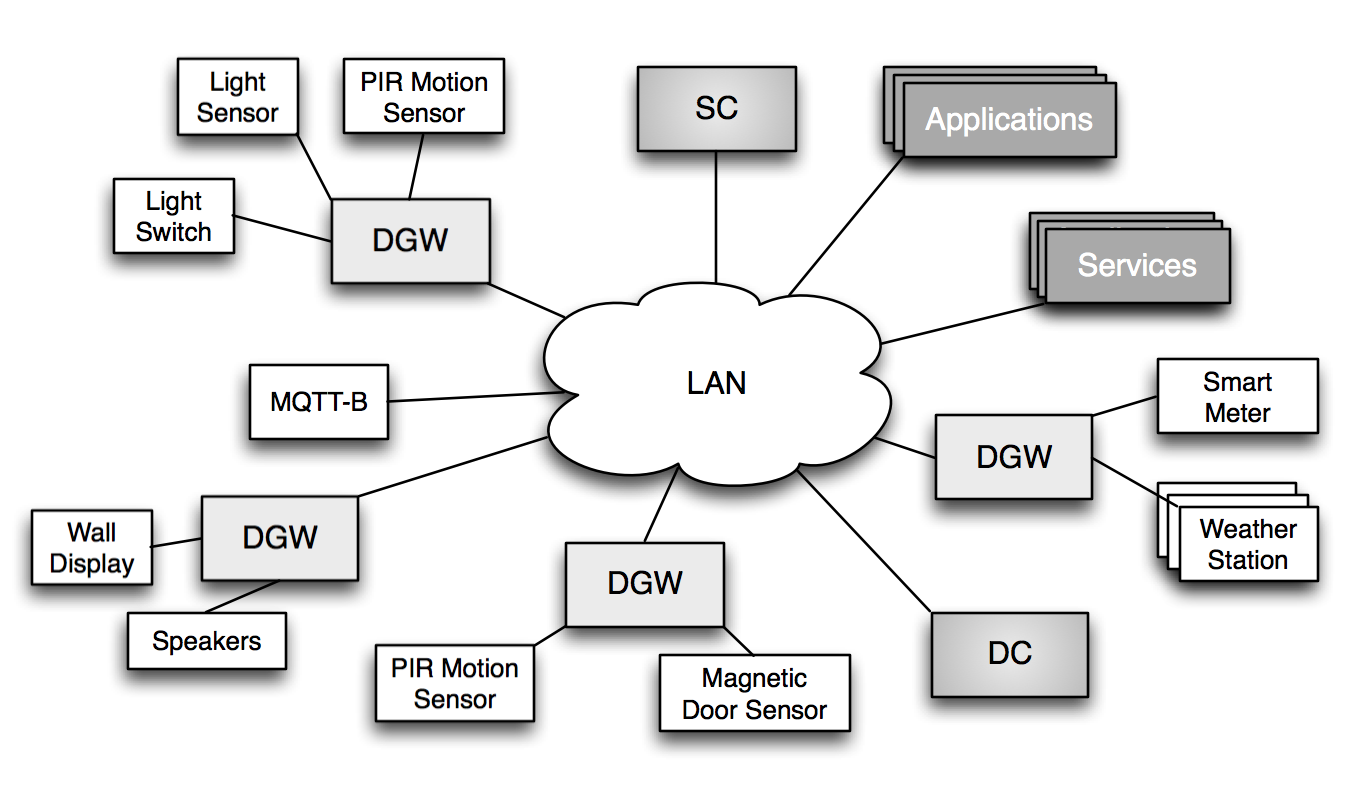 Light
Sensor
PIR Motion
Sensor
SC
Applications
Light
Switch
DGW
Services
LAN
MQTT-B
Smart
Meter
DGW
Wall
Display
DGW
Weather
Station
DGW
Speakers
PIR Motion
Sensor
Magnetic
Door Sensor
DC